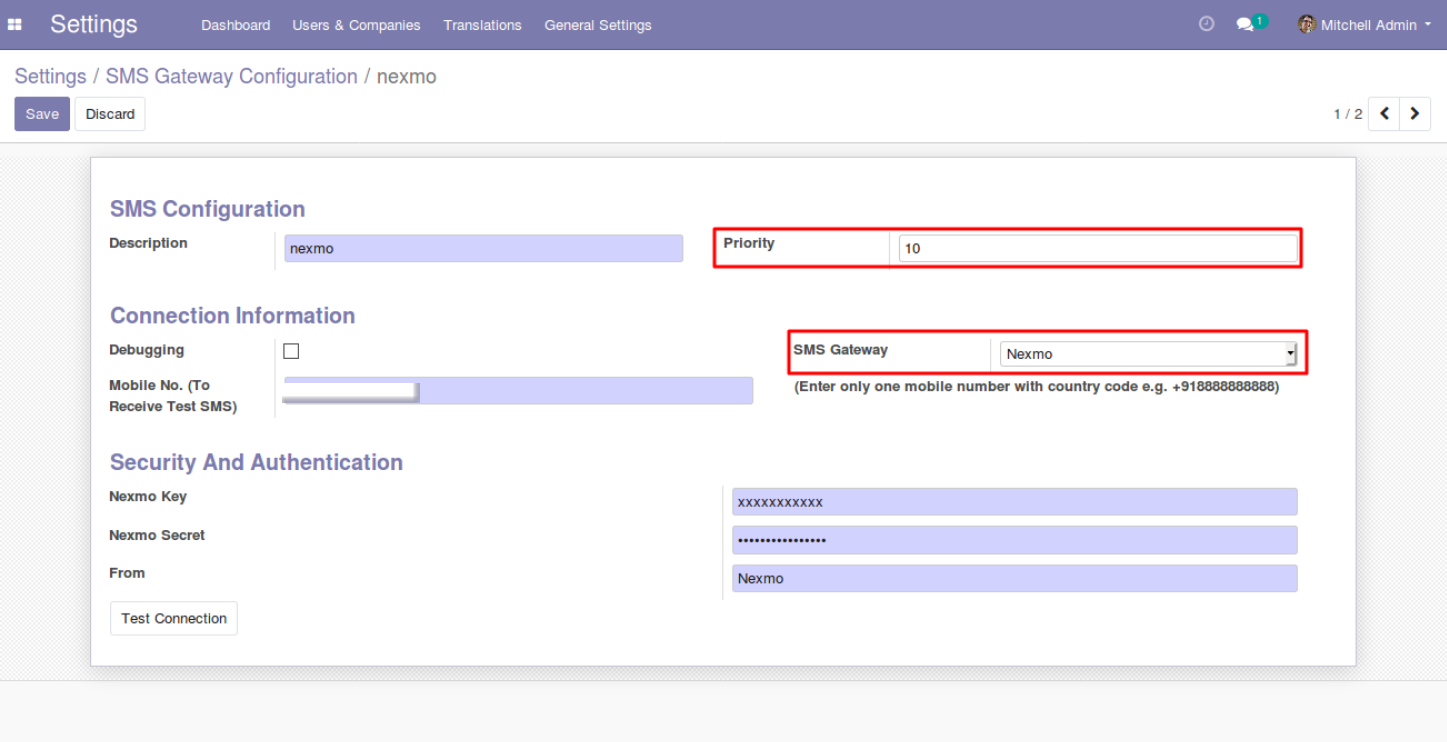 Settings Dashboard Users & Companies Translations General Settings 1 Mitchell Admin
Settings / SMS Gateway Configuration / nexmo
Save Discard 1 / 2
SMS Configuration
Description nexmo Priority 10
Connection Information
Debugging SMS Gateway Nexmo
Mobile No. (To (Enter only one mobile number with country code e.g. +918888888888)
Receive Test SMS)
Security And Authentication
Nexmo Key xxxxxxxxxxx
Nexmo Secret ••••••••••••••••
From Nexmo
Test Connection